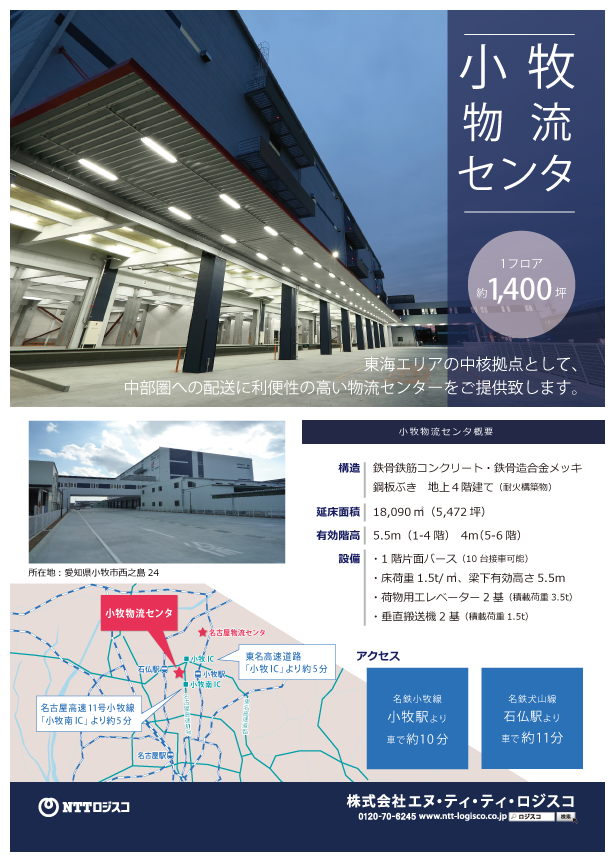 小牧
物流
センタ
1フロア
約1,400坪
東海エリアの中核拠点として、
中部圏への配送に利便性の高い物流センターをご提供致します。
小牧物流センタ概要
構造 鉄骨鉄筋コンクリート・鉄骨造合金メッキ
鋼板ぶき 地上4階建て(耐火構築物)
延床面積 18,090㎡(5,472坪)
有効階高 5.5m(1-4階) 4m(5-6階)
設備 ・1階片面バース(10台接車可能)
・床荷重1.5t/㎡、梁下有効高さ5.5m
・荷物用エレベーター2基(積載荷重3.5t)
・垂直搬送機2基(積載荷重1.5t)
所在地:愛知県小牧市西之島24
小牧物流センタ
名古屋物流センタ
小牧IC
東名高速道路
「小牧IC」より約5分
石仏駅
小牧駅
小牧南IC
名古屋高速11号小牧線
「小牧南IC」より約5分
名古屋駅
アクセス
名鉄小牧線
小牧駅より
車で約10分
名鉄犬山線
石仏駅より
車で約11分
NTTロジスコ
株式会社エヌ・ティ・ティ・ロジスコ
0120-70-6245 www.ntt-logisco.co.jp ロジスコ 検索